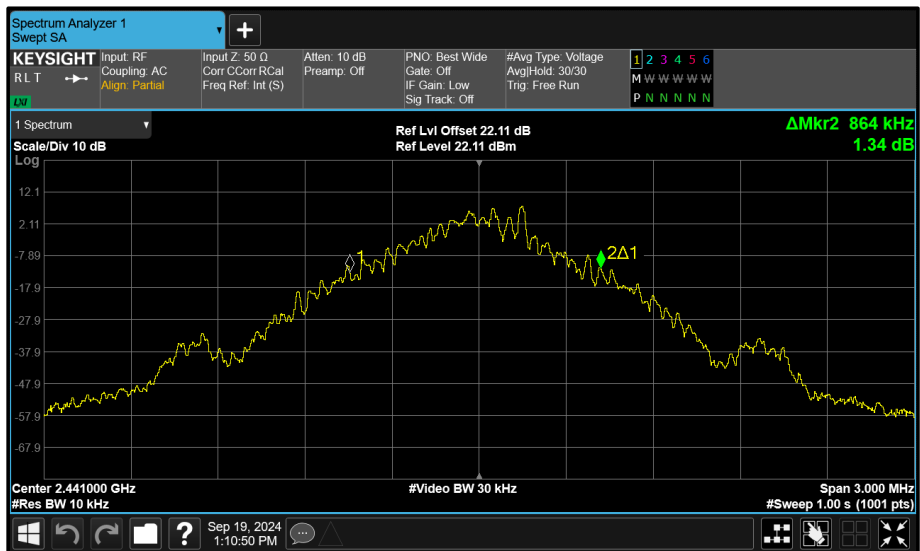 Spectrum Analyzer 1
Swept SA
+
KEYSIGHT
R L T
LXI
Input: RF
Coupling: AC
Align: Partial
Input Z: 50 Ω
Corr CCorr RCal
Freq Ref: Int (S)
Atten: 10 dB
Preamp: Off
PNO: Best Wide
Gate: Off
IF Gain: Low
Sig Track: Off
#Avg Type: Voltage
Avg|Hold: 30/30
Trig: Free Run
1 2 3 4 5 6
M W W W W W
P N N N N N
1 Spectrum
Scale/Div 10 dB
Ref Lvl Offset 22.11 dB
Ref Level 22.11 dBm
ΔMkr2 864 kHz
1.34 dB
Log
12.1
2.11
-7.89
-17.9
-27.9
-37.9
-47.9
-57.9
-67.9
1
2Δ1
Center 2.441000 GHz
#Res BW 10 kHz
#Video BW 30 kHz
Span 3.000 MHz
#Sweep 1.00 s (1001 pts)
?
Sep 19, 2024
1:10:50 PM